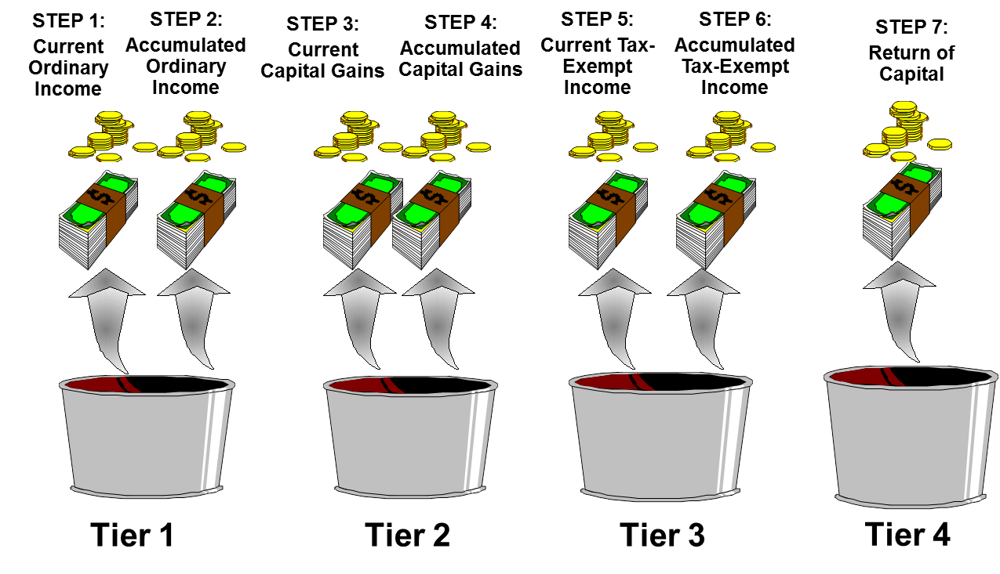 STEP 1:
Current
Ordinary
Income
STEP 2:
Accumulated
Ordinary
Income
STEP 3:
Current
Capital Gains
STEP 4:
Accumulated
Capital Gains
STEP 5:
Current Tax-
Exempt
Income
STEP 6:
Accumulated
Tax-Exempt
Income
STEP 7:
Return of
Capital
$
$
$
$
$
$
$
Tier 1
Tier 2
Tier 3
Tier 4